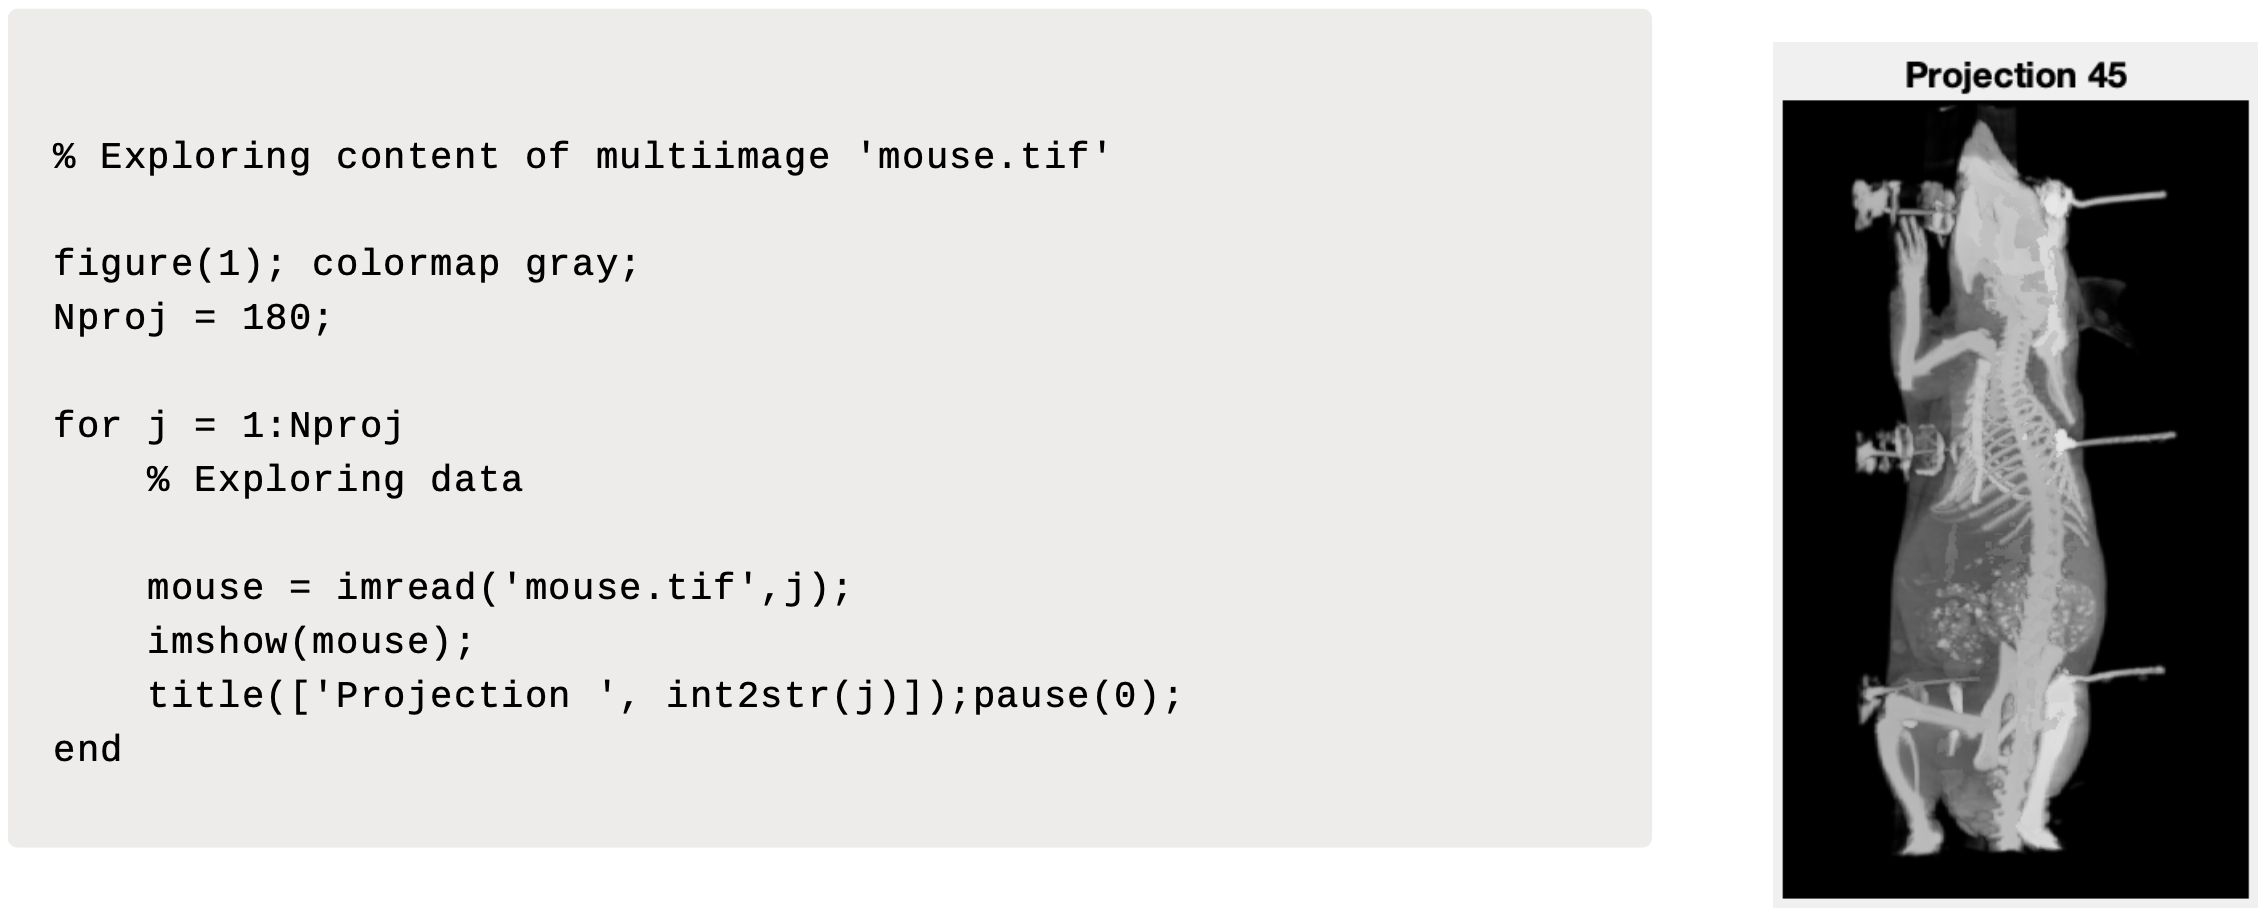 % Exploring content of multiimage 'mouse.tif'
figure(1); colormap gray;
Nproj = 180;
for j = 1:Nproj
% Exploring data
mouse = imread('mouse.tif',j);
imshow(mouse);
title(['Projection ', int2str(j)]);pause(0);
end
Projection 45